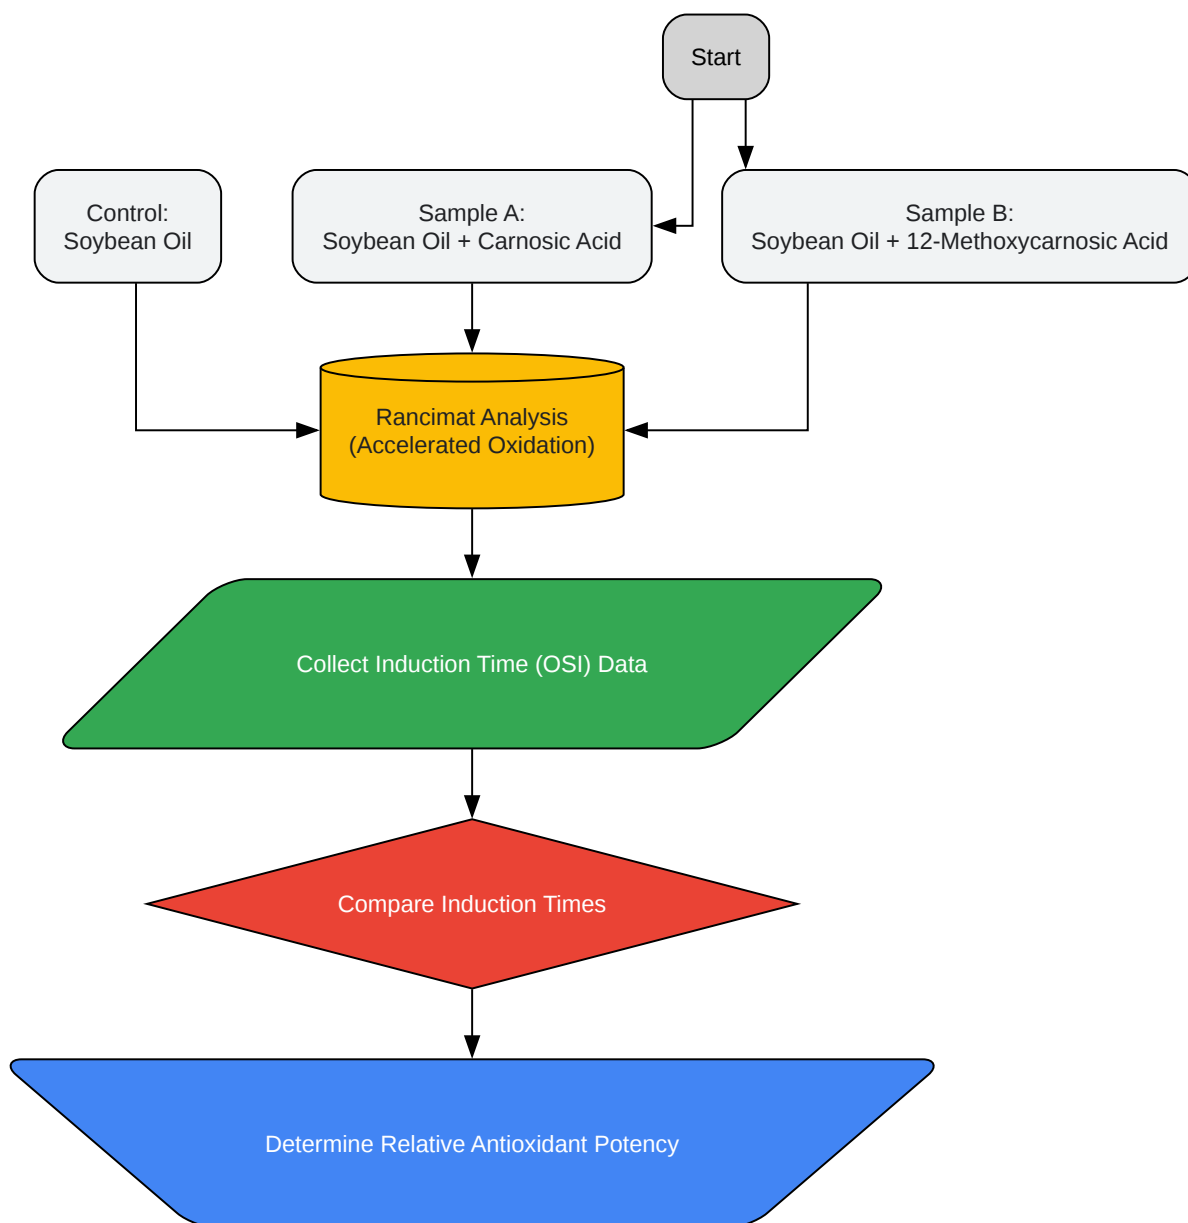 Start
Control:
Soybean Oil
Sample A:
Soybean Oil + Carnosic Acid
Sample B:
Soybean Oil + 12-Methoxycarnosic Acid
Rancimat Analysis
(Accelerated Oxidation)
Collect Induction Time (OSI) Data
Compare Induction Times
Determine Relative Antioxidant Potency